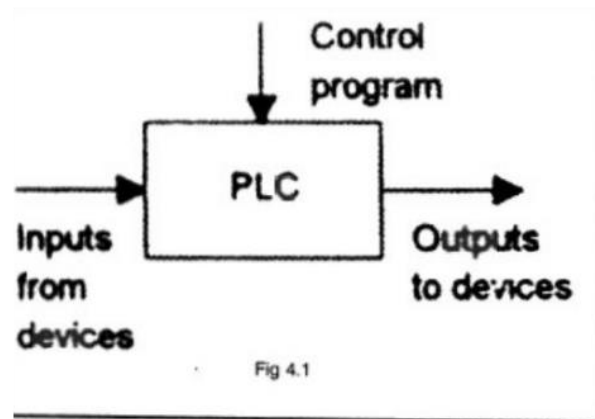 Control
program
PLC
Inputs
from
devices
Outputs
to devices
Fig 4.1